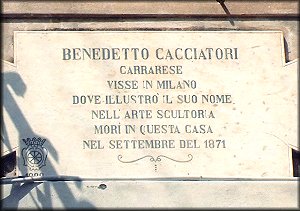 BENEDETTO CACCIATORI
CARRARESE
VISSE IN MILANO
DOVE ILLUSTRÒ IL SUO NOME
NELL'ARTE SCULTORIA
MORÌ IN QUESTA CASA
NEL SETTEMBRE DEL 1871